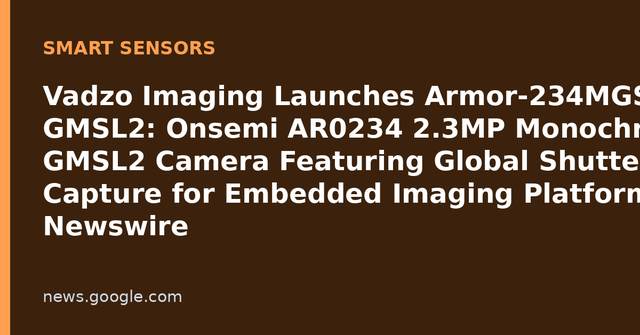 SMART SENSORS
Vadzo Imaging Launches Armor-234MGS
GMSL2: Onsemi AR0234 2.3MP Monochr
GMSL2 Camera Featuring Global Shutte
Capture for Embedded Imaging Platfor
Newswire
news.google.com